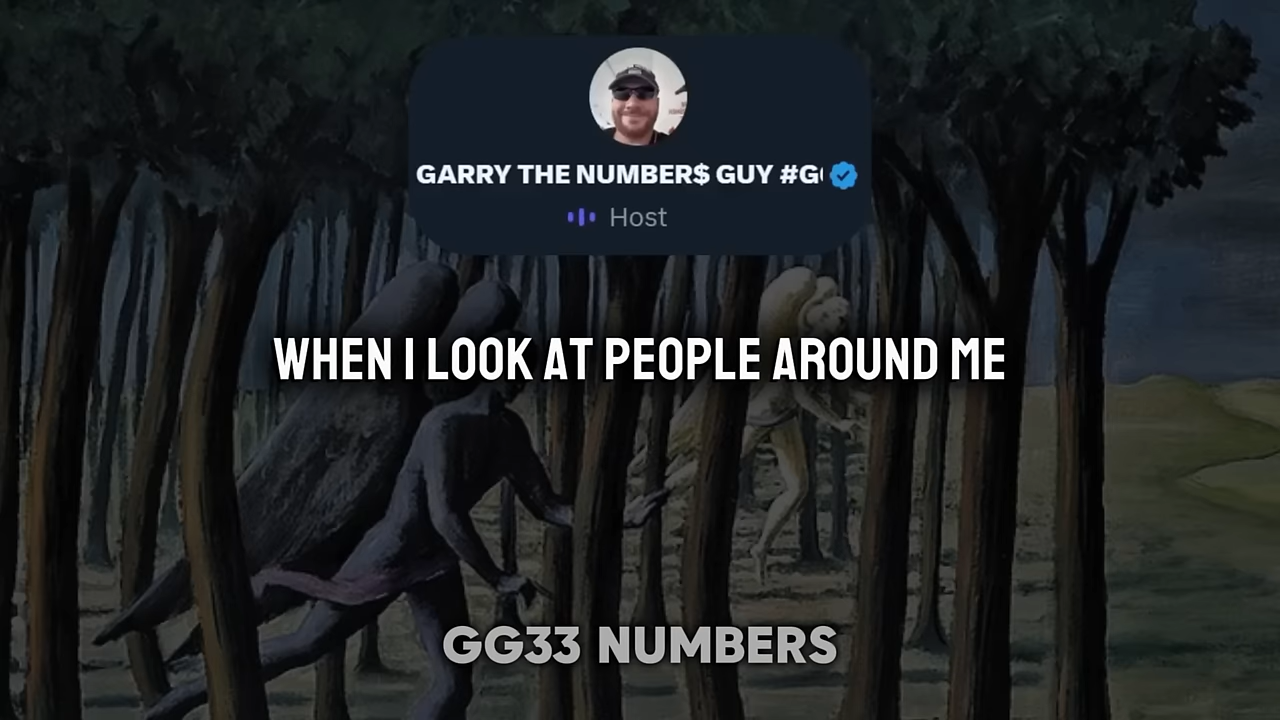 GARRY THE NUMBER$ GUY #G
Host
WHEN I LOOK AT PEOPLE AROUND ME
GG33 NUMBERS